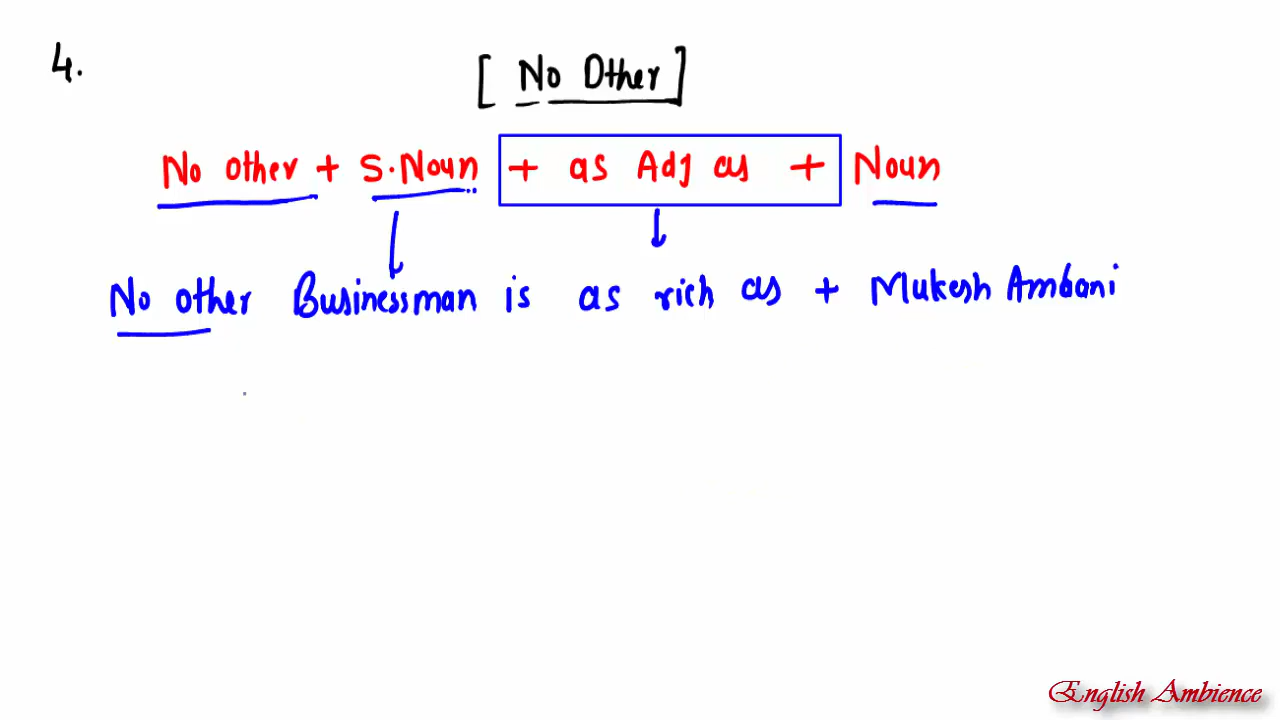 4.
[ No Other ]
No other + S.Noun + as Adj as + Noun
No other Businessman is as rich as + Mukesh Ambani
English Ambience